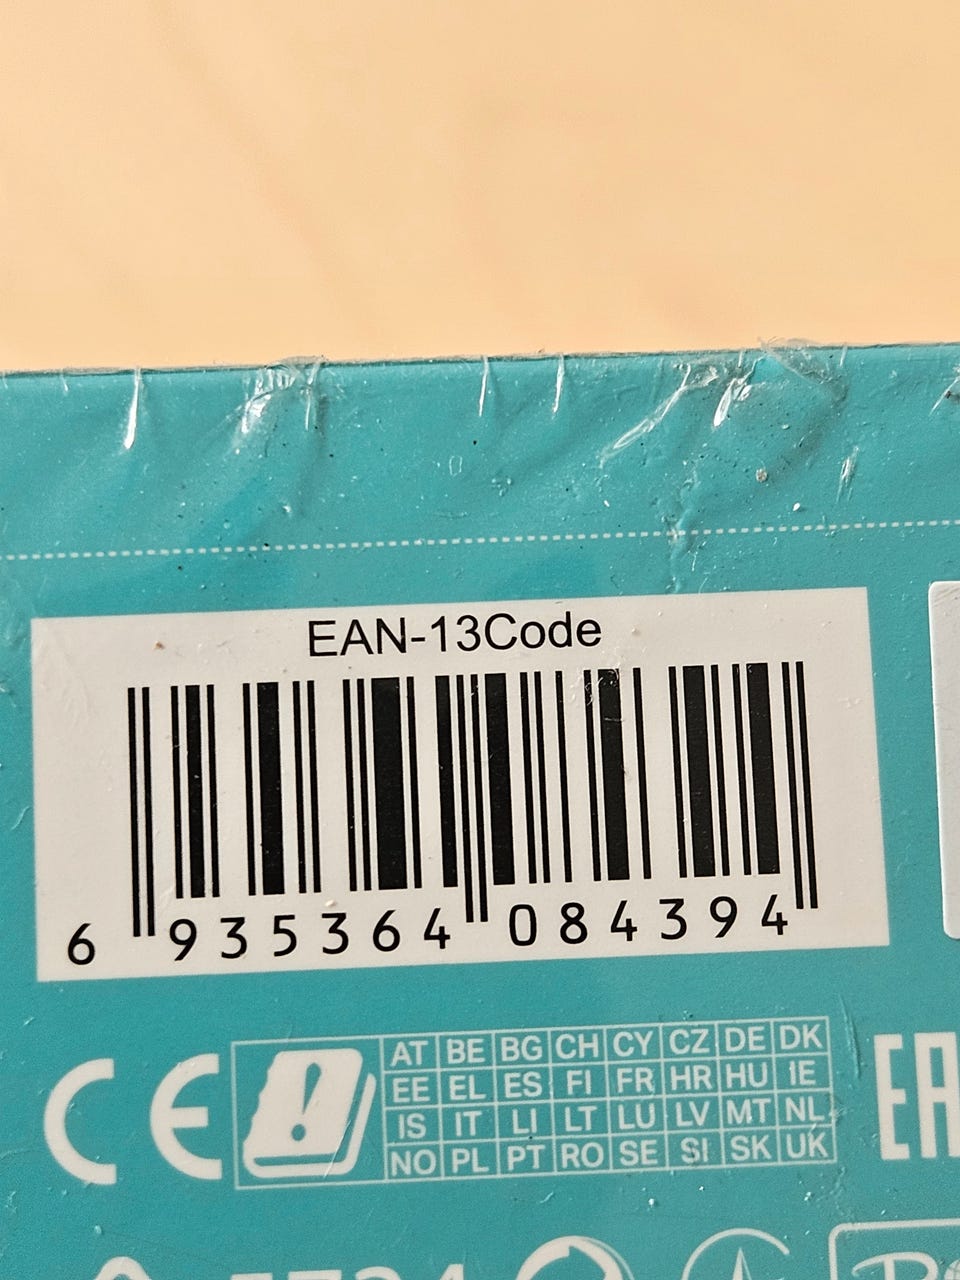 EAN-13Code
6 935364 084394
CE
AT BE BG CH CY CZ DE DK
EE EL ES FI FR HR HU IE
IS IT LI LT LU LV MT NL
NO PL PT RO SE SI SK UK